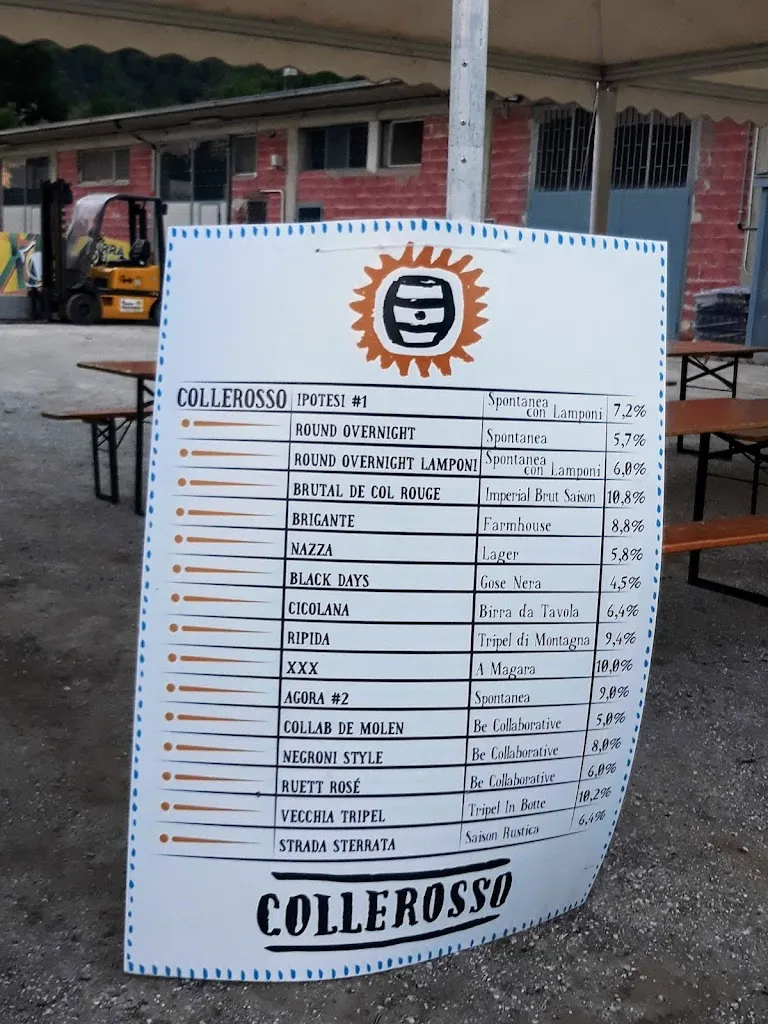 COLLEROSSO IPOTESI #1 Spontanea con Lamponi 7,2%
ROUND OVERNIGHT Spontanea 5,7%
ROUND OVERNIGHT LAMPONI Spontanea con Lamponi 6,0%
BRUTAL DE COL ROUGE Imperial Brut Saison 10,8%
BRIGANTE Farmhouse 8,8%
NAZZA Lager 5,8%
BLACK DAYS Gose Nera 4,5%
CICOLANA Birra da Tavola 6,4%
RIPIDA Tripel di Montagna 9,4%
XXX A Magara 10,0%
AGORA #2 Spontanea 9,0%
COLLAB DE MOLEN Be Collaborative 5,0%
NEGRONI STYLE Be Collaborative 8,0%
RUETT ROSÉ Be Collaborative 6,0%
VECCHIA TRIPEL Tripel In Botte 10,2%
STRADA STERRATA Saison Rustica 6,4%
COLLEROSSO